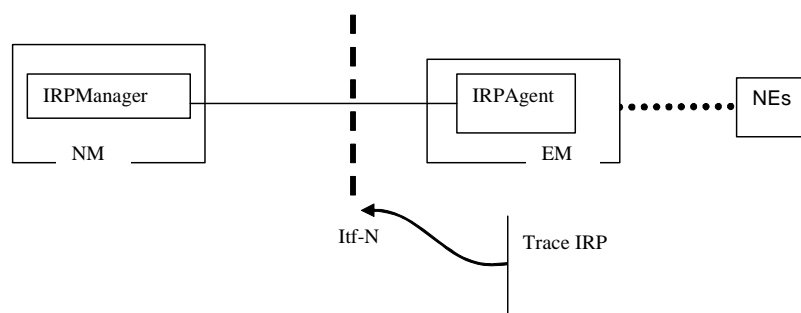 IRPManager
IRPAgent
NEs
NM
EM
Itf-N
Trace IRP